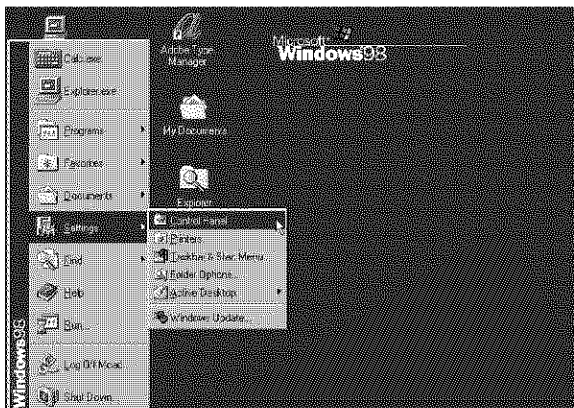 Microsoft
Windows98
Adobe Type
Manager
My Documents
Explorer
Calc.exe
Explorer.exe
Programs
Favorites
Documents
Settings
Find
Help
Run...
Log Off
Shut Down...
Control Panel
Printers
Taskbar & Start Menu...
Folder Options...
Active Desktop
Windows Update...
Windows98